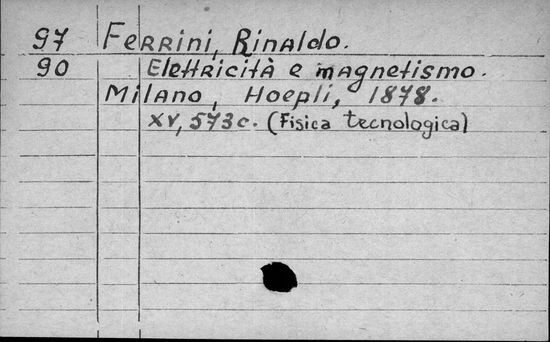 97 Ferrini, Rinaldo.
90 Elettricità e magnetismo.
Milano, Hoepli, 1878.
XV, 573 c. (Fisica tecnologica)